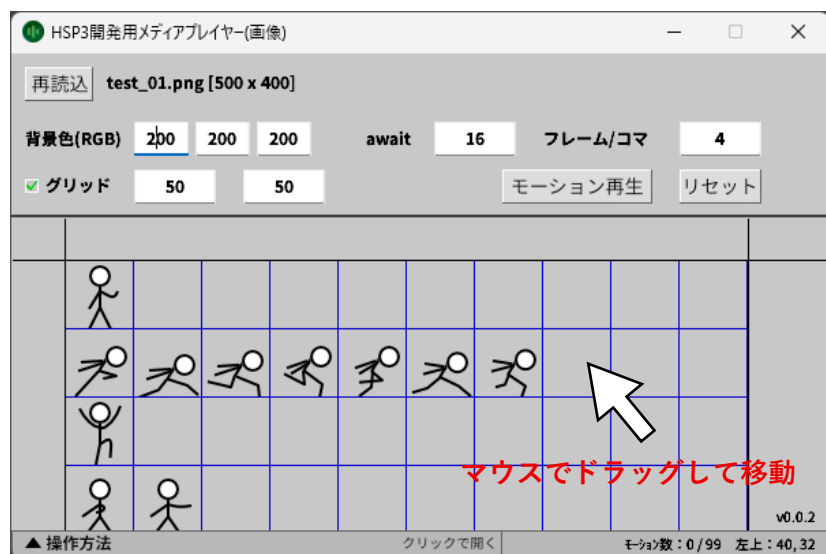 HSP3開発用メディアプレイヤー(画像)
再読込 test_01.png [500 x 400]
背景色(RGB) 200 200 200 await 16 フレーム/コマ 4
グリッド 50 50 モーション再生 リセット
マウスでドラッグして移動
v0.0.2
▲操作方法 クリックで開く ﾓｰｼｮﾝ数：0/99 左上：40,32